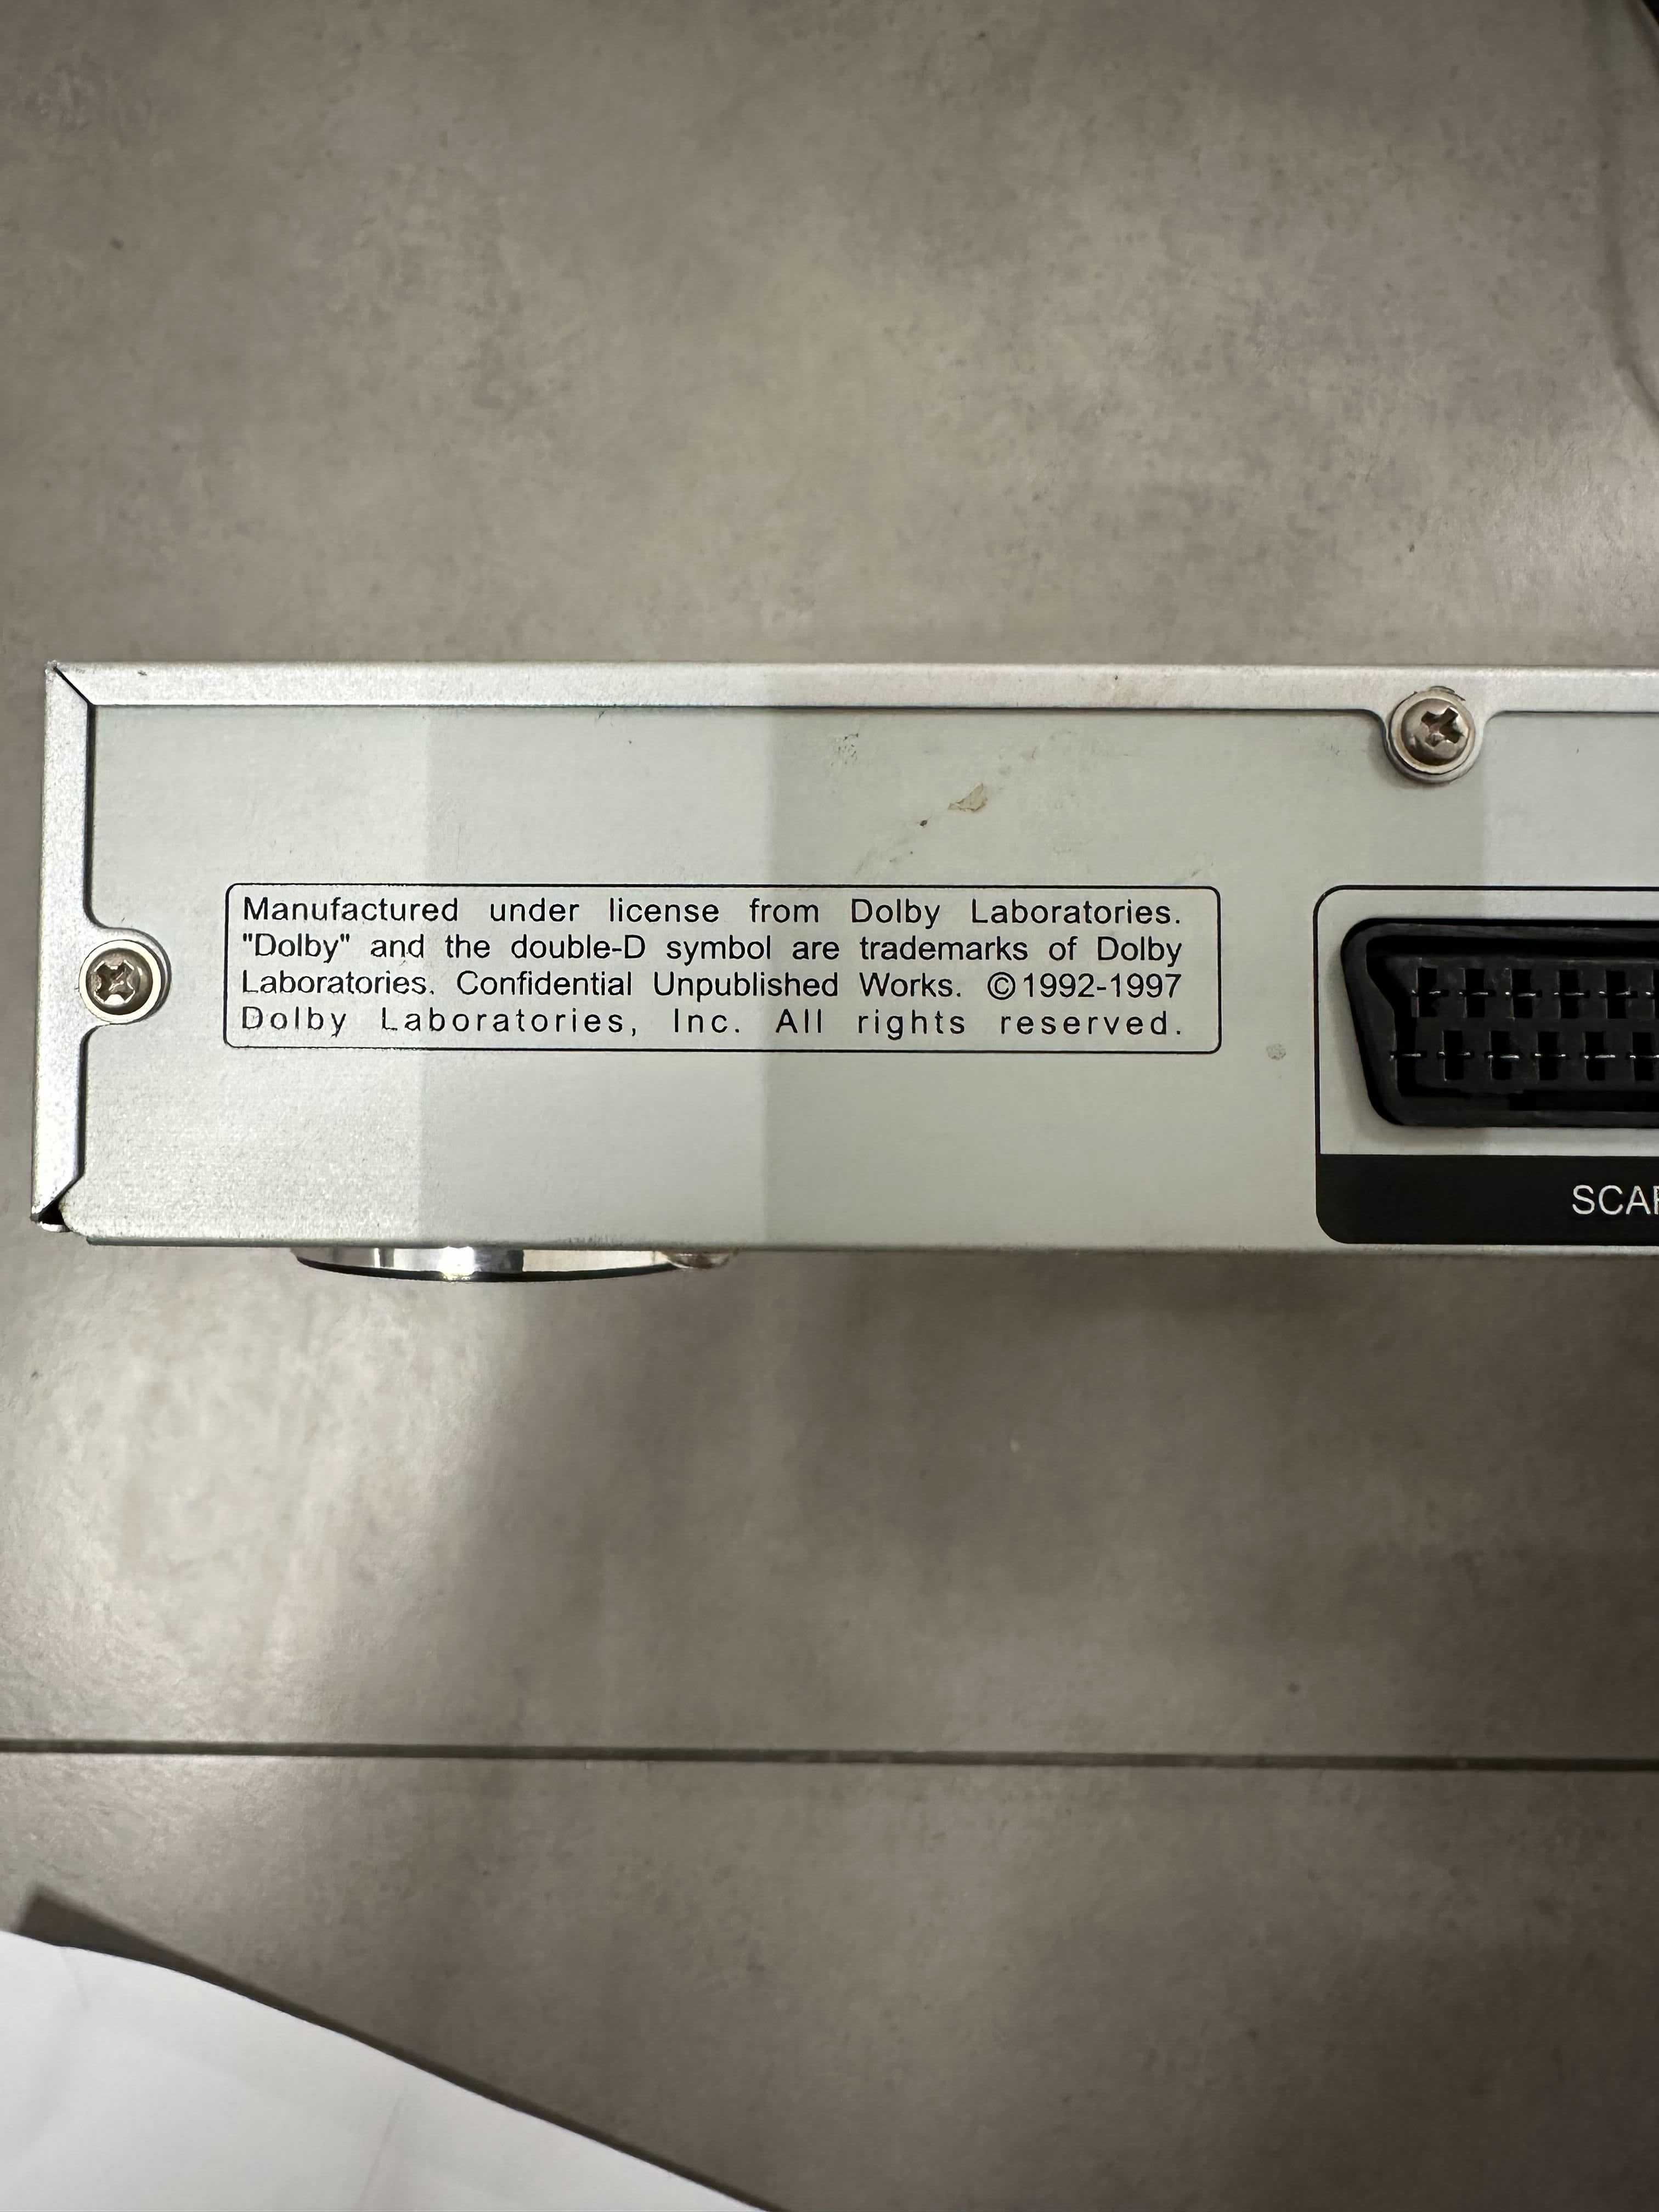 Manufactured under license from Dolby Laboratories.
"Dolby" and the double-D symbol are trademarks of Dolby
Laboratories. Confidential Unpublished Works. ©1992-1997
Dolby Laboratories, Inc. All rights reserved.